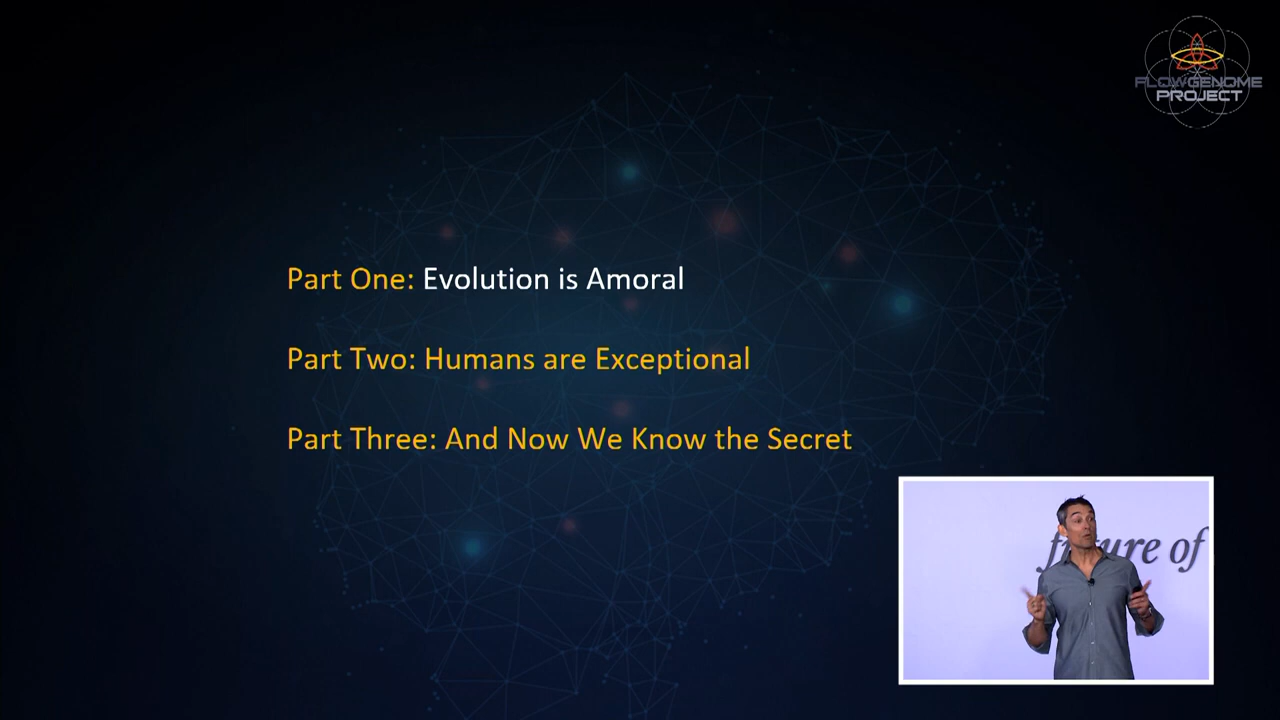 FLOWGENOME
PROJECT
Part One: Evolution is Amoral
Part Two: Humans are Exceptional
Part Three: And Now We Know the Secret
future of